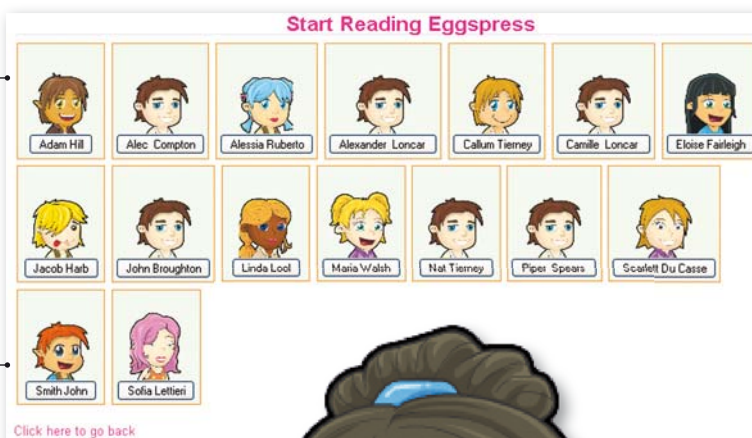 Start Reading Eggspress
Adam Hill
Alec Compton
Alessia Ruberto
Alexander Loncar
Callum Tierney
Camille Loncar
Eloise Fairleigh
Jacob Harb
John Broughton
Linda Lool
Maria Walsh
Nat Tierney
Piper Spears
Scarlett Du Casse
Smith John
Sofia Lettieri
Click here to go back